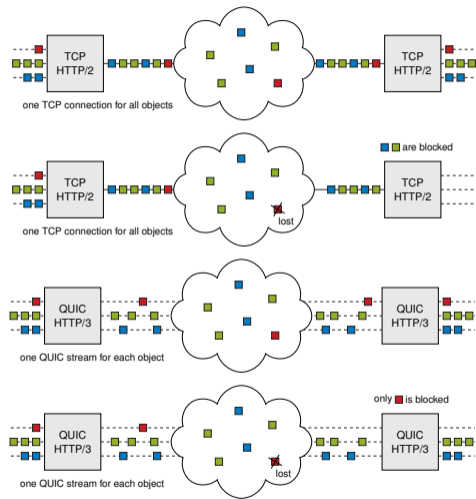 TCP
HTTP/2
TCP
HTTP/2
one TCP connection for all objects
are blocked
TCP
HTTP/2
TCP
HTTP/2
lost
one TCP connection for all objects
QUIC
HTTP/3
QUIC
HTTP/3
one QUIC stream for each object
only is blocked
QUIC
HTTP/3
QUIC
HTTP/3
lost
one QUIC stream for each object